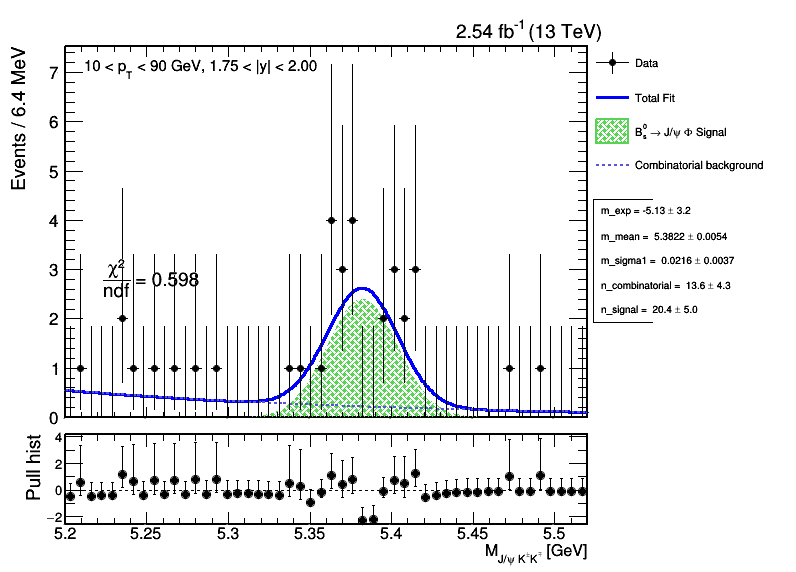 2.54 fb⁻¹ (13 TeV)
Events / 6.4 MeV
10 < p_T < 90 GeV, 1.75 < |y| < 2.00
7
6
5
4
3
2
1
0
χ²/ndf = 0.598
Data
Total Fit
B_s^0 → J/ψ Φ Signal
Combinatorial background
m_exp = -5.13 ± 3.2
m_mean = 5.3822 ± 0.0054
m_sigma1 = 0.0216 ± 0.0037
n_combinatorial = 13.6 ± 4.3
n_signal = 20.4 ± 5.0
Pull hist
4
2
0
−2
5.2 5.25 5.3 5.35 5.4 5.45 5.5
M_{J/ψ K^±K^∓} [GeV]